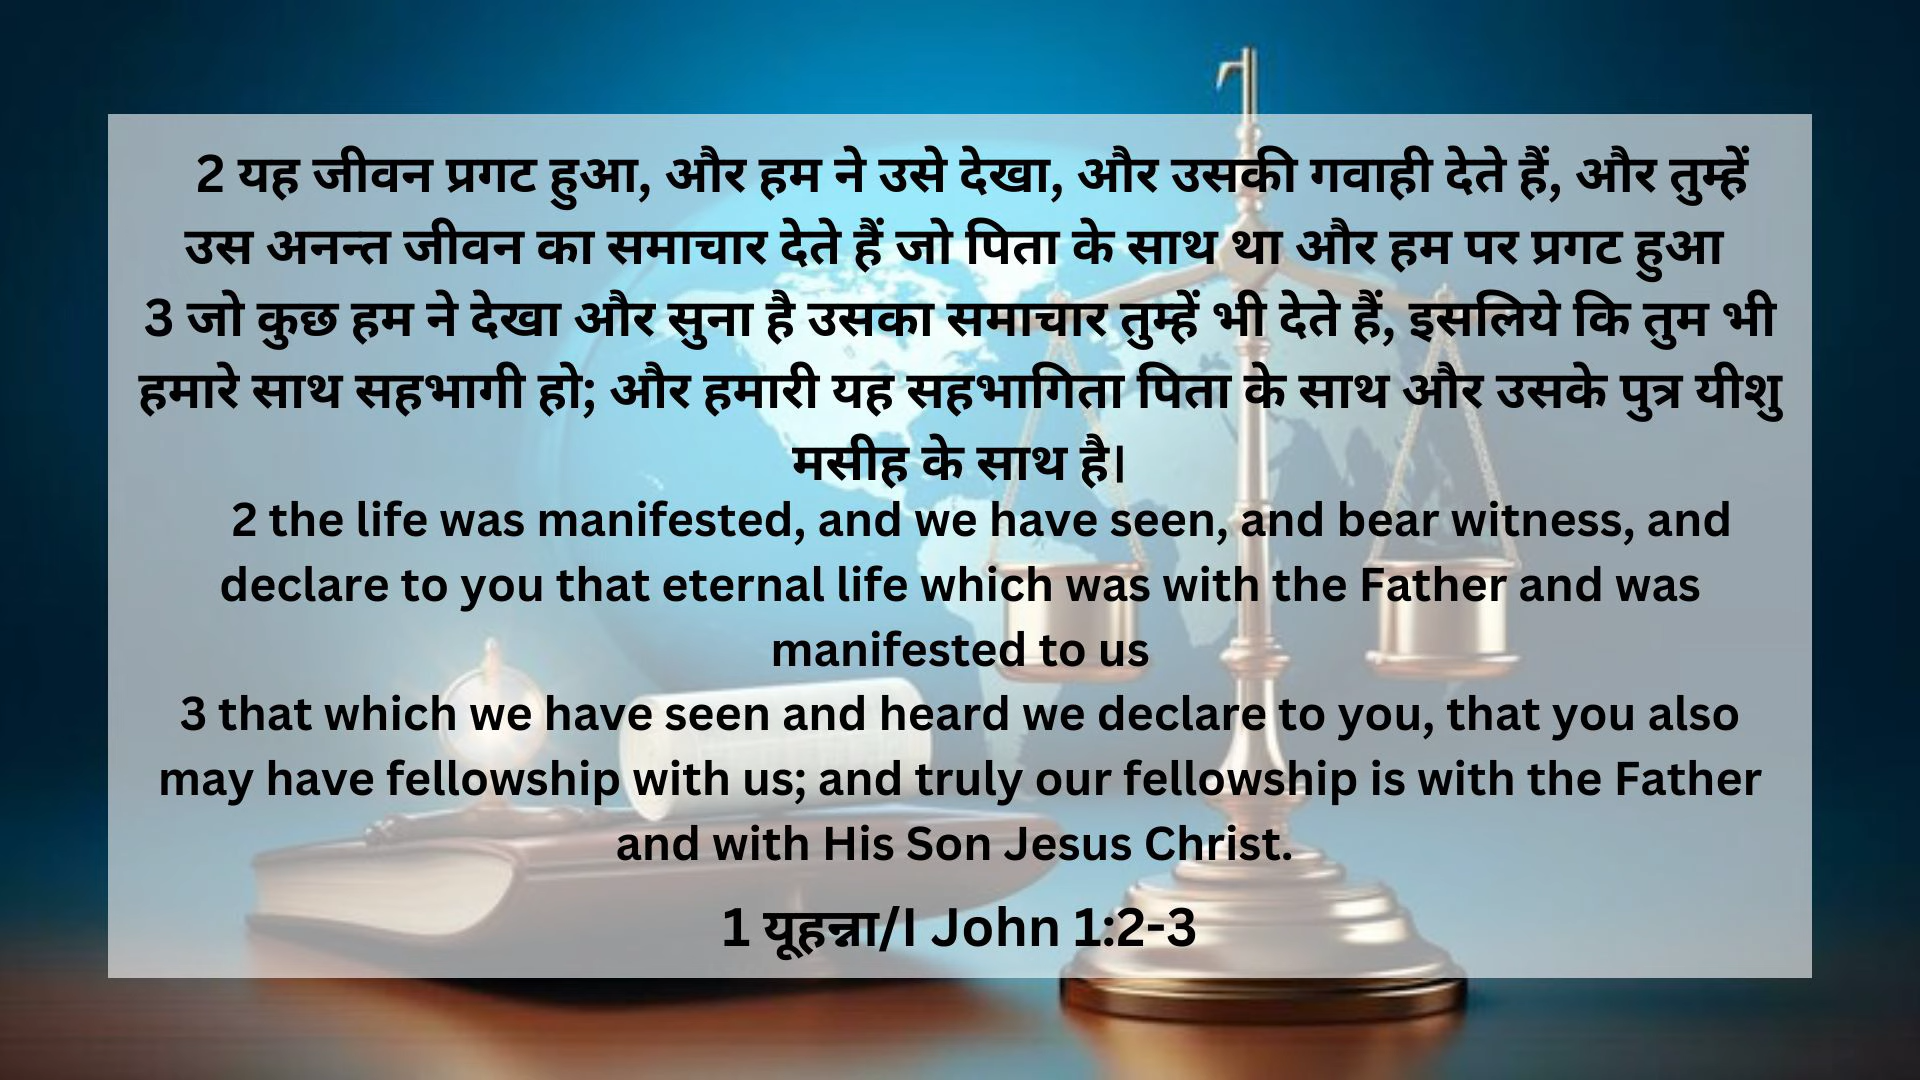 2 यह जीवन प्रगट हुआ, और हम ने उसे देखा, और उसकी गवाही देते हैं, और तुम्हें
उस अनन्त जीवन का समाचार देते हैं जो पिता के साथ था और हम पर प्रगट हुआ
3 जो कुछ हम ने देखा और सुना है उसका समाचार तुम्हें भी देते हैं, इसलिये कि तुम भी
हमारे साथ सहभागी हो; और हमारी यह सहभागिता पिता के साथ और उसके पुत्र यीशु
मसीह के साथ है।
2 the life was manifested, and we have seen, and bear witness, and
declare to you that eternal life which was with the Father and was
manifested to us
3 that which we have seen and heard we declare to you, that you also
may have fellowship with us; and truly our fellowship is with the Father
and with His Son Jesus Christ.
1 यूहन्ना/I John 1:2-3